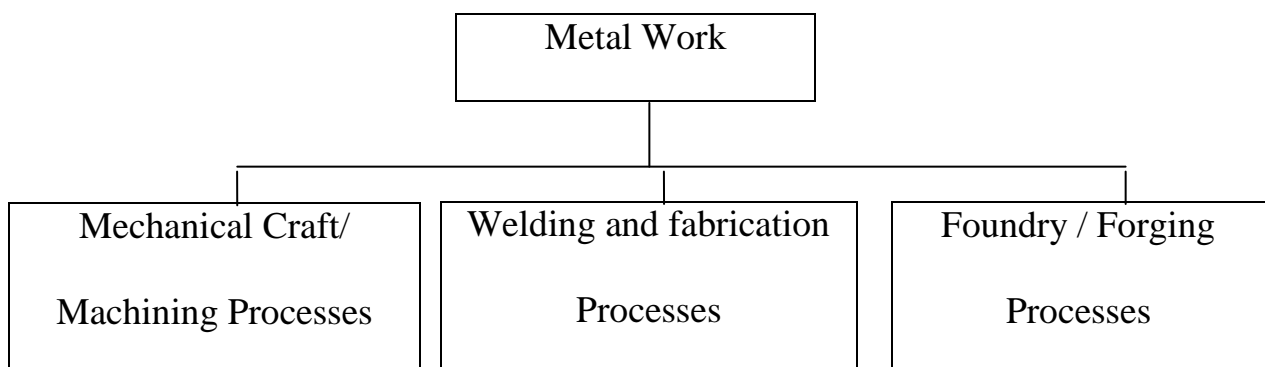 Metal Work
Mechanical Craft/
Machining Processes
Welding and fabrication
Processes
Foundry / Forging
Processes